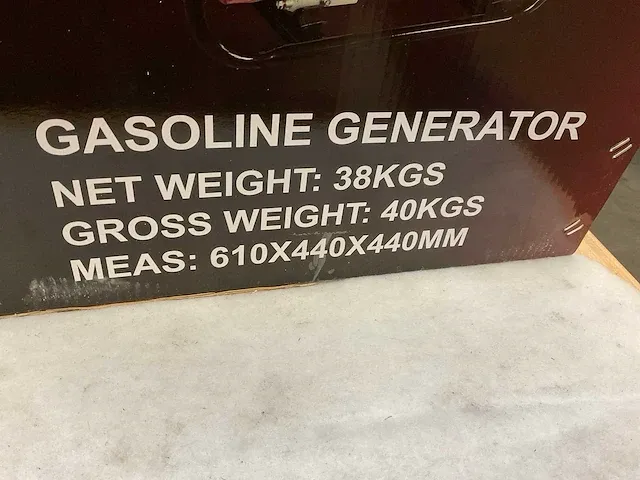 GASOLINE GENERATOR
NET WEIGHT: 38KGS
GROSS WEIGHT: 40KGS
MEAS: 610X440X440MM